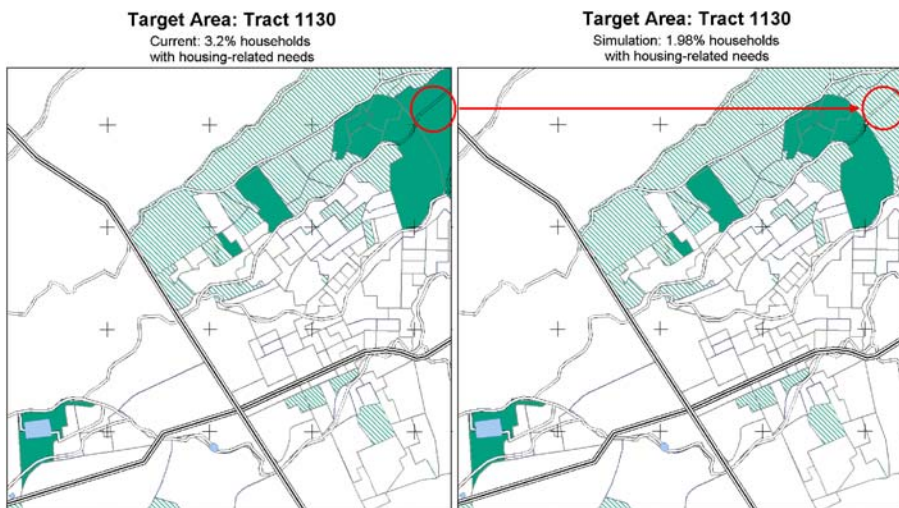 Target Area: Tract 1130
Current: 3.2% households
with housing-related needs
Target Area: Tract 1130
Simulation: 1.98% households
with housing-related needs